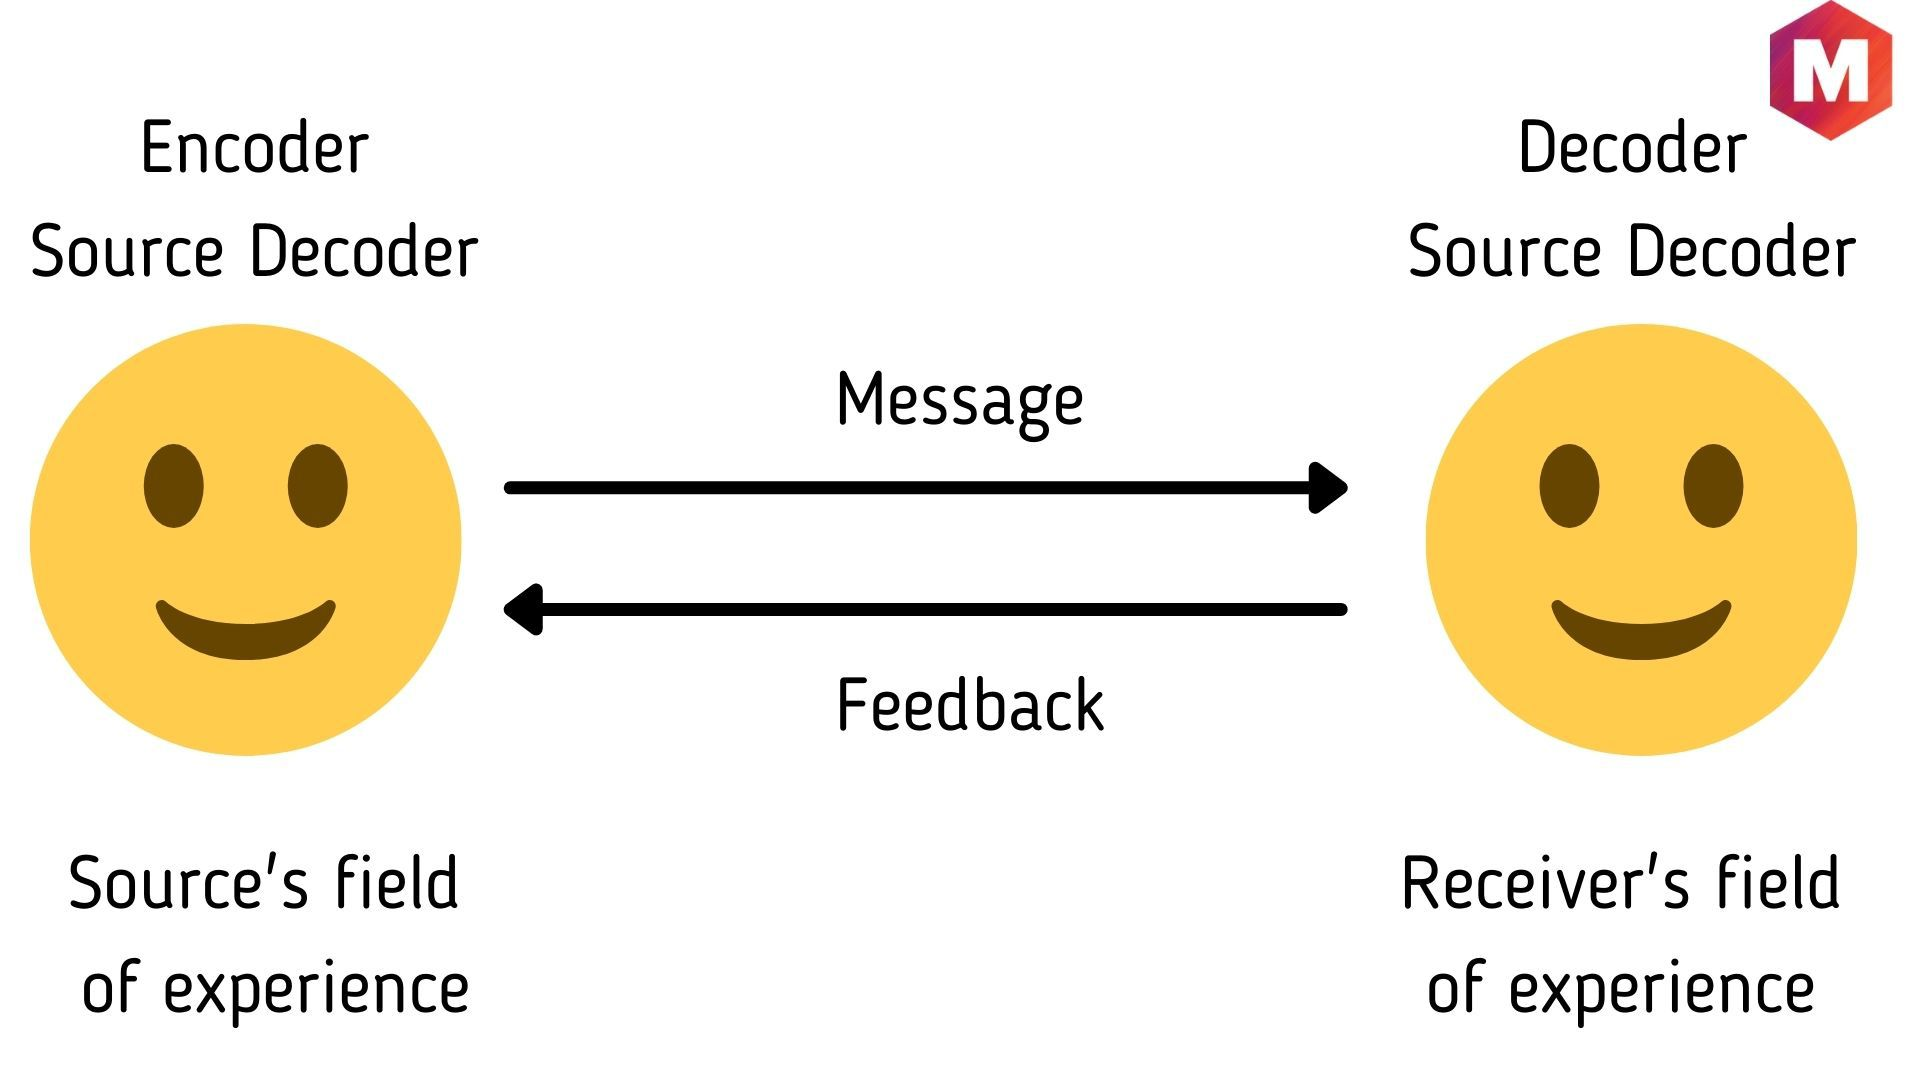 M
Encoder
Source Decoder
Decoder
Source Decoder
Message
Feedback
Source's field
of experience
Receiver's field
of experience